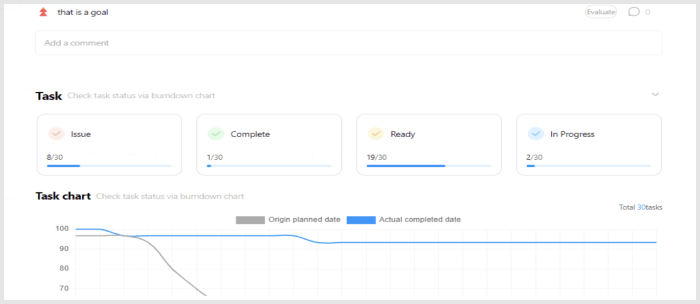 that is a goal
Evaluate
0
Add a comment
Task Check task status via burndown chart
Issue
8/30
Complete
1/30
Ready
19/30
In Progress
2/30
Task chart Check task status via burndown chart
Total 30tasks
Origin planned date Actual completed date
100
90
80
70